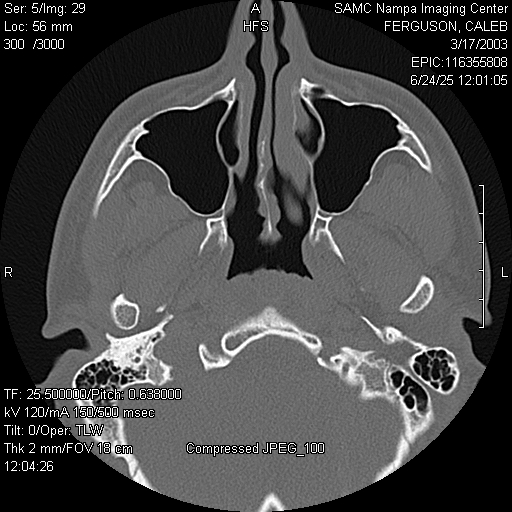 Ser: 5/Img: 29
Loc: 56 mm
300 /3000
A
HFS
SAMC Nampa Imaging Center
FERGUSON, CALEB
3/17/2003
EPIC:116355808
6/24/25 12:01:05
R
L
TF: 25.500000/Pitch: 0.638000
kV 120/mA 150/500 msec
Tilt: 0/Oper: TLW
Thk 2 mm/FOV 18 cm
12:04:26
Compressed JPEG_100